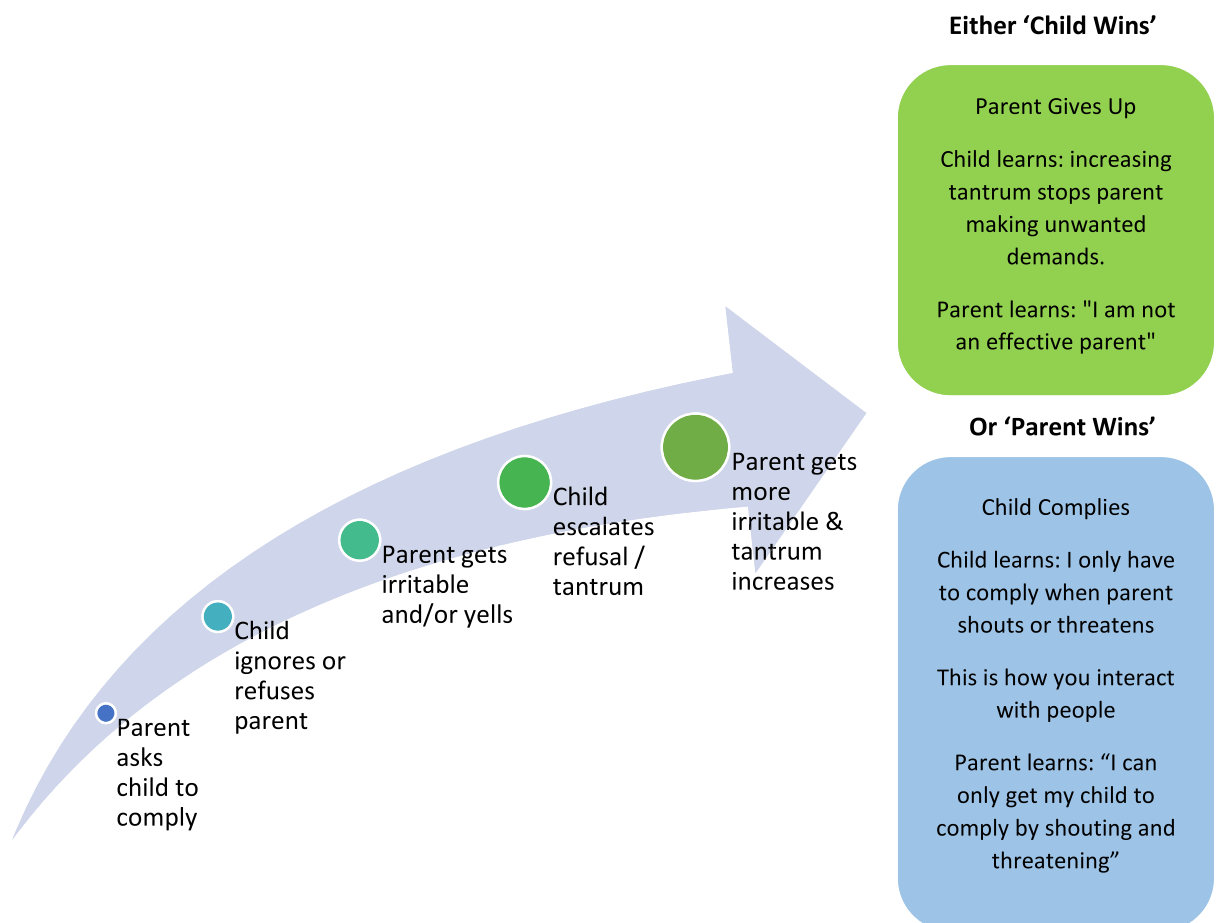 Either ‘Child Wins’
Parent Gives Up
Child learns: increasing
tantrum stops parent
making unwanted
demands.
Parent learns: "I am not
an effective parent"
Or ‘Parent Wins’
Child Complies
Child learns: I only have
to comply when parent
shouts or threatens
This is how you interact
with people
Parent learns: “I can
only get my child to
comply by shouting and
threatening”
Parent
asks
child to
comply
Child
ignores or
refuses
parent
Parent gets
irritable
and/or yells
Child
escalates
refusal /
tantrum
Parent gets
more
irritable &
tantrum
increases